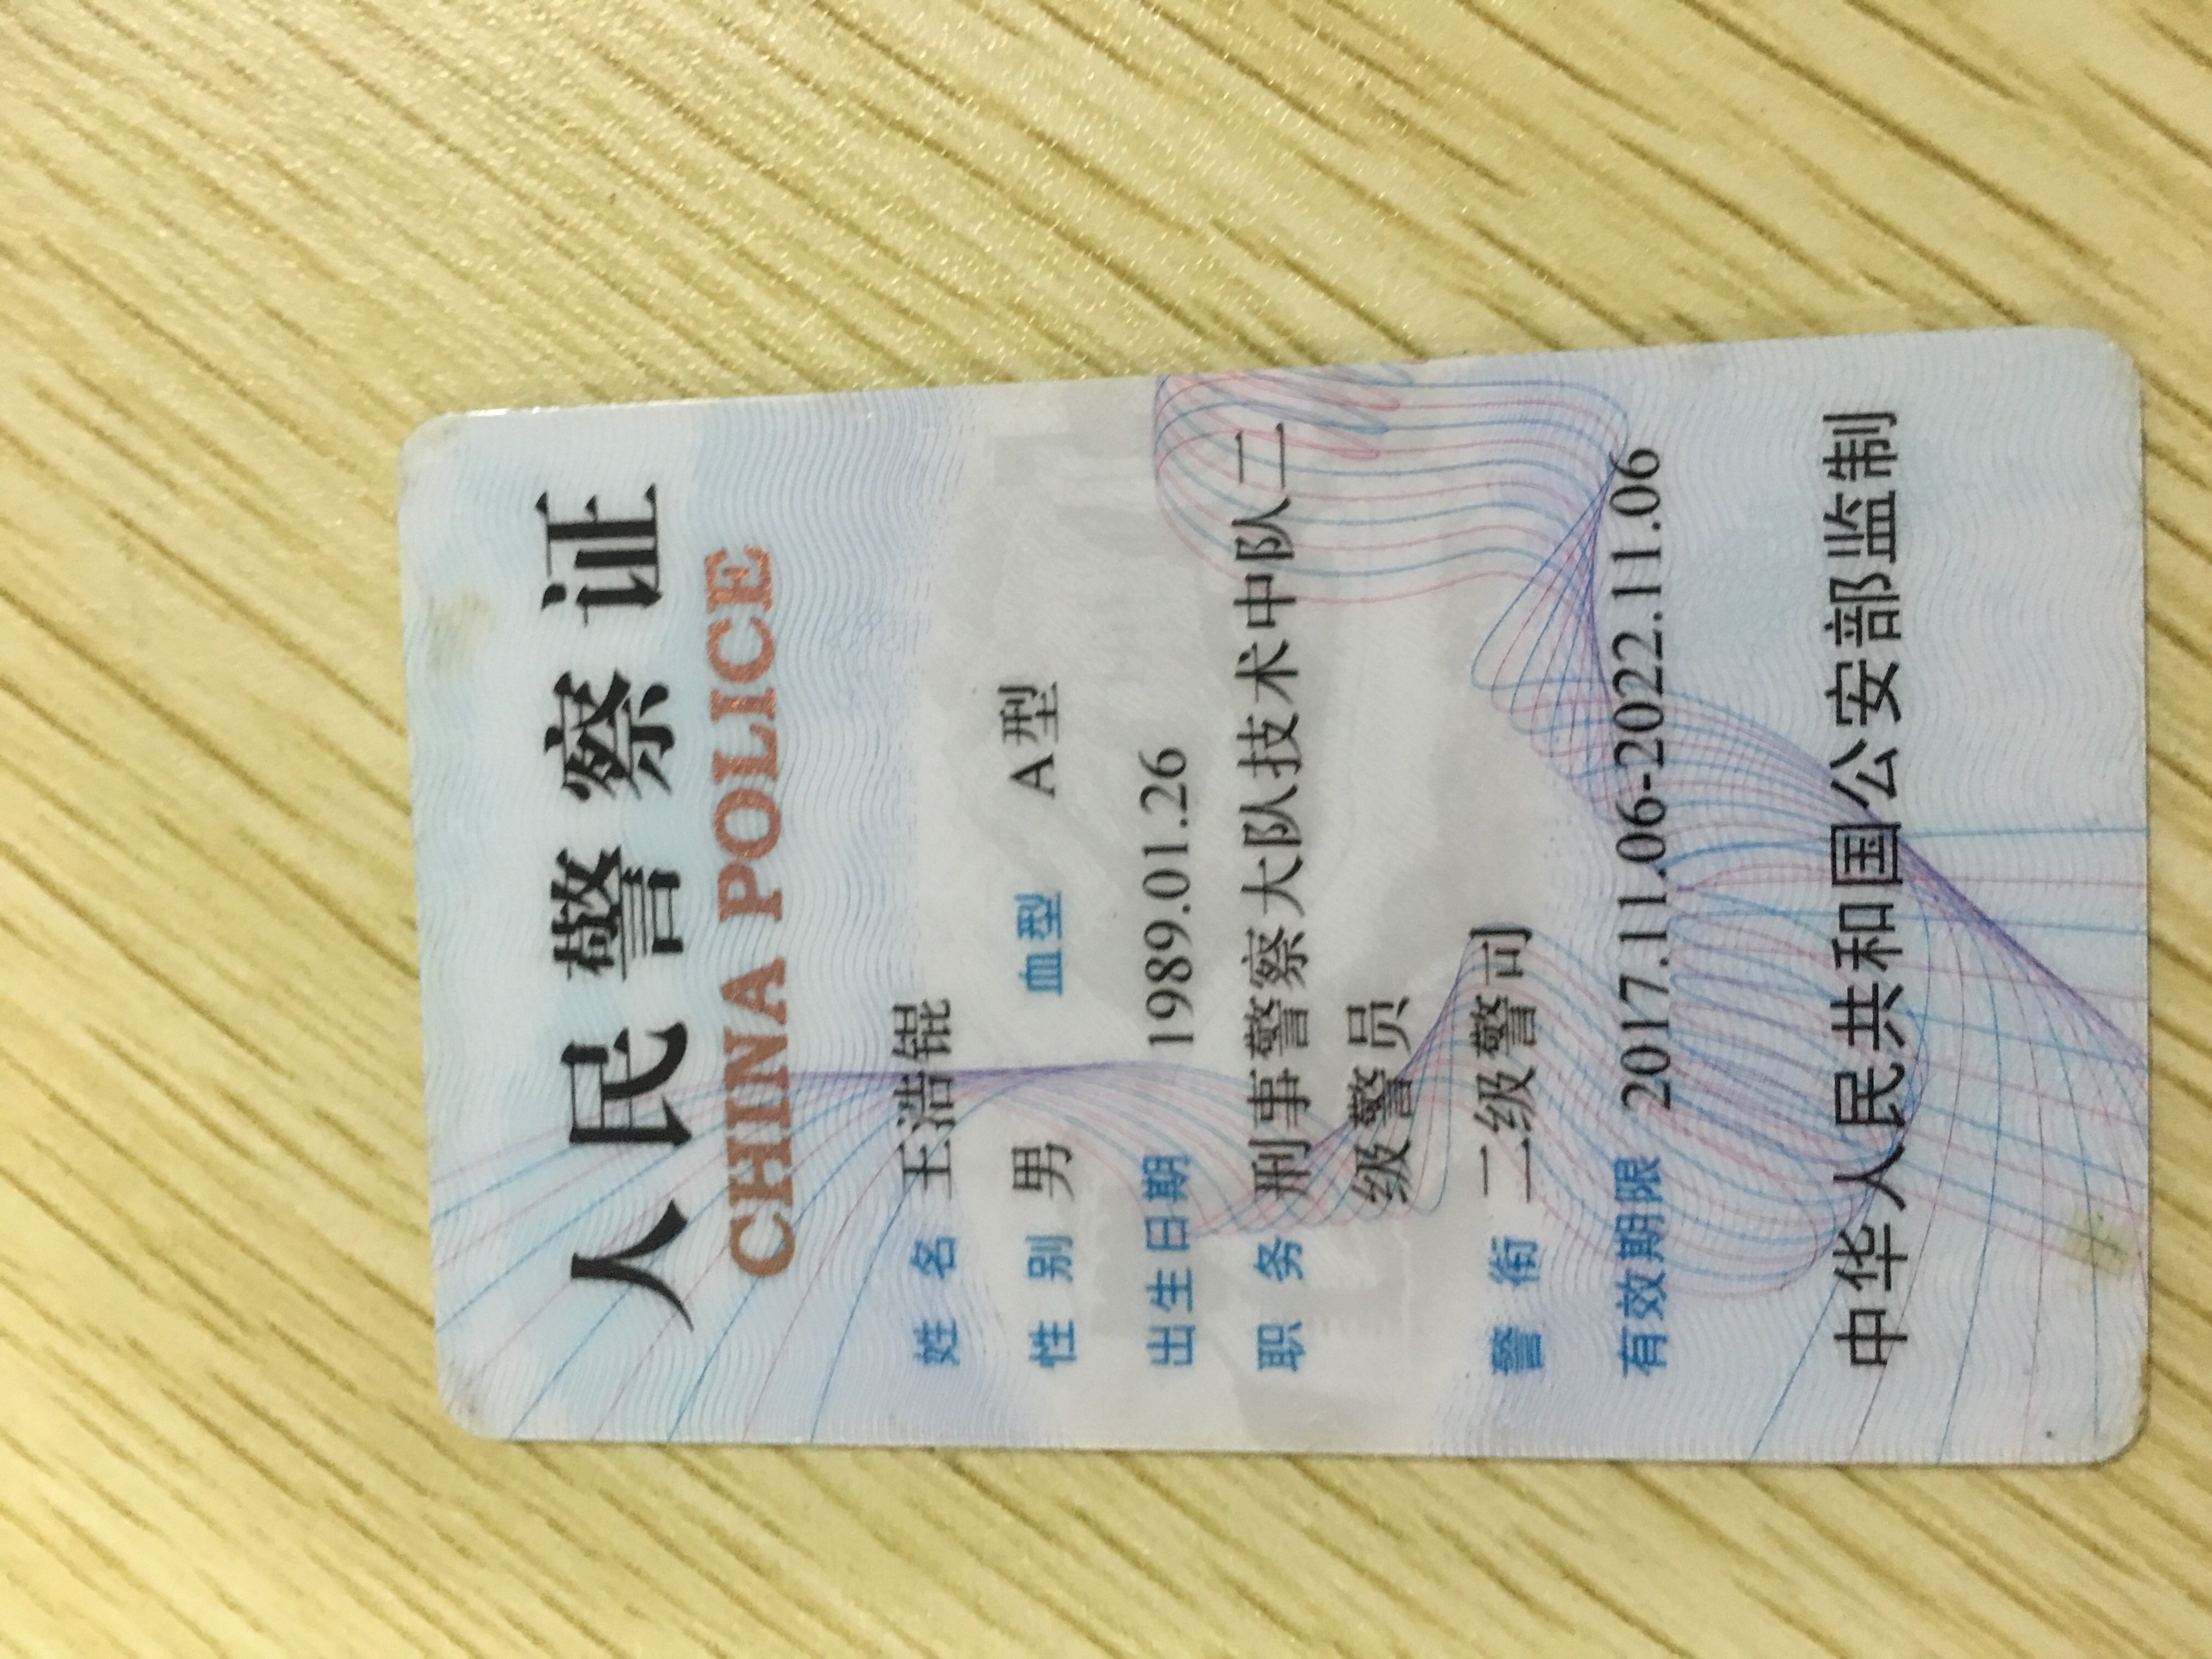 人民警察证
CHINA POLICE
姓 名 王浩锟
性 别 男 血型 A型
出生日期 1989.01.26
职 务 刑事警察大队技术中队二
级警员
警 衔 二级警司
有效期限 2017.11.06-2022.11.06
中华人民共和国公安部监制